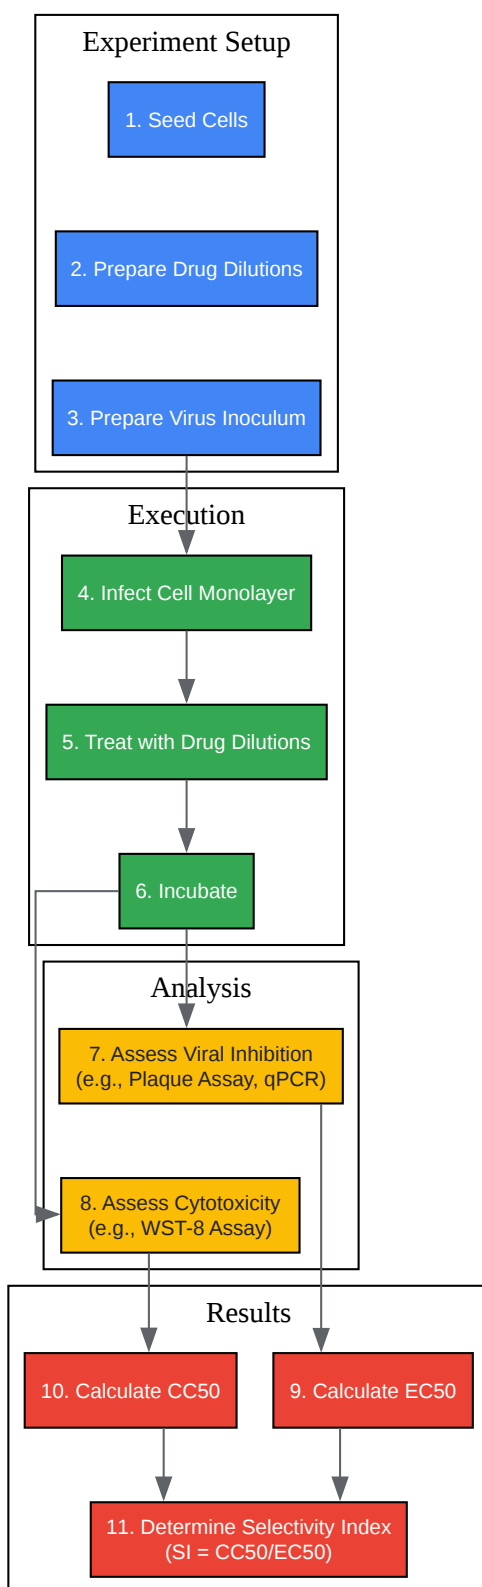 Experiment Setup
1. Seed Cells
2. Prepare Drug Dilutions
3. Prepare Virus Inoculum
Execution
4. Infect Cell Monolayer
5. Treat with Drug Dilutions
6. Incubate
Analysis
7. Assess Viral Inhibition
(e.g., Plaque Assay, qPCR)
8. Assess Cytotoxicity
(e.g., WST-8 Assay)
Results
10. Calculate CC50
9. Calculate EC50
11. Determine Selectivity Index
(SI = CC50/EC50)